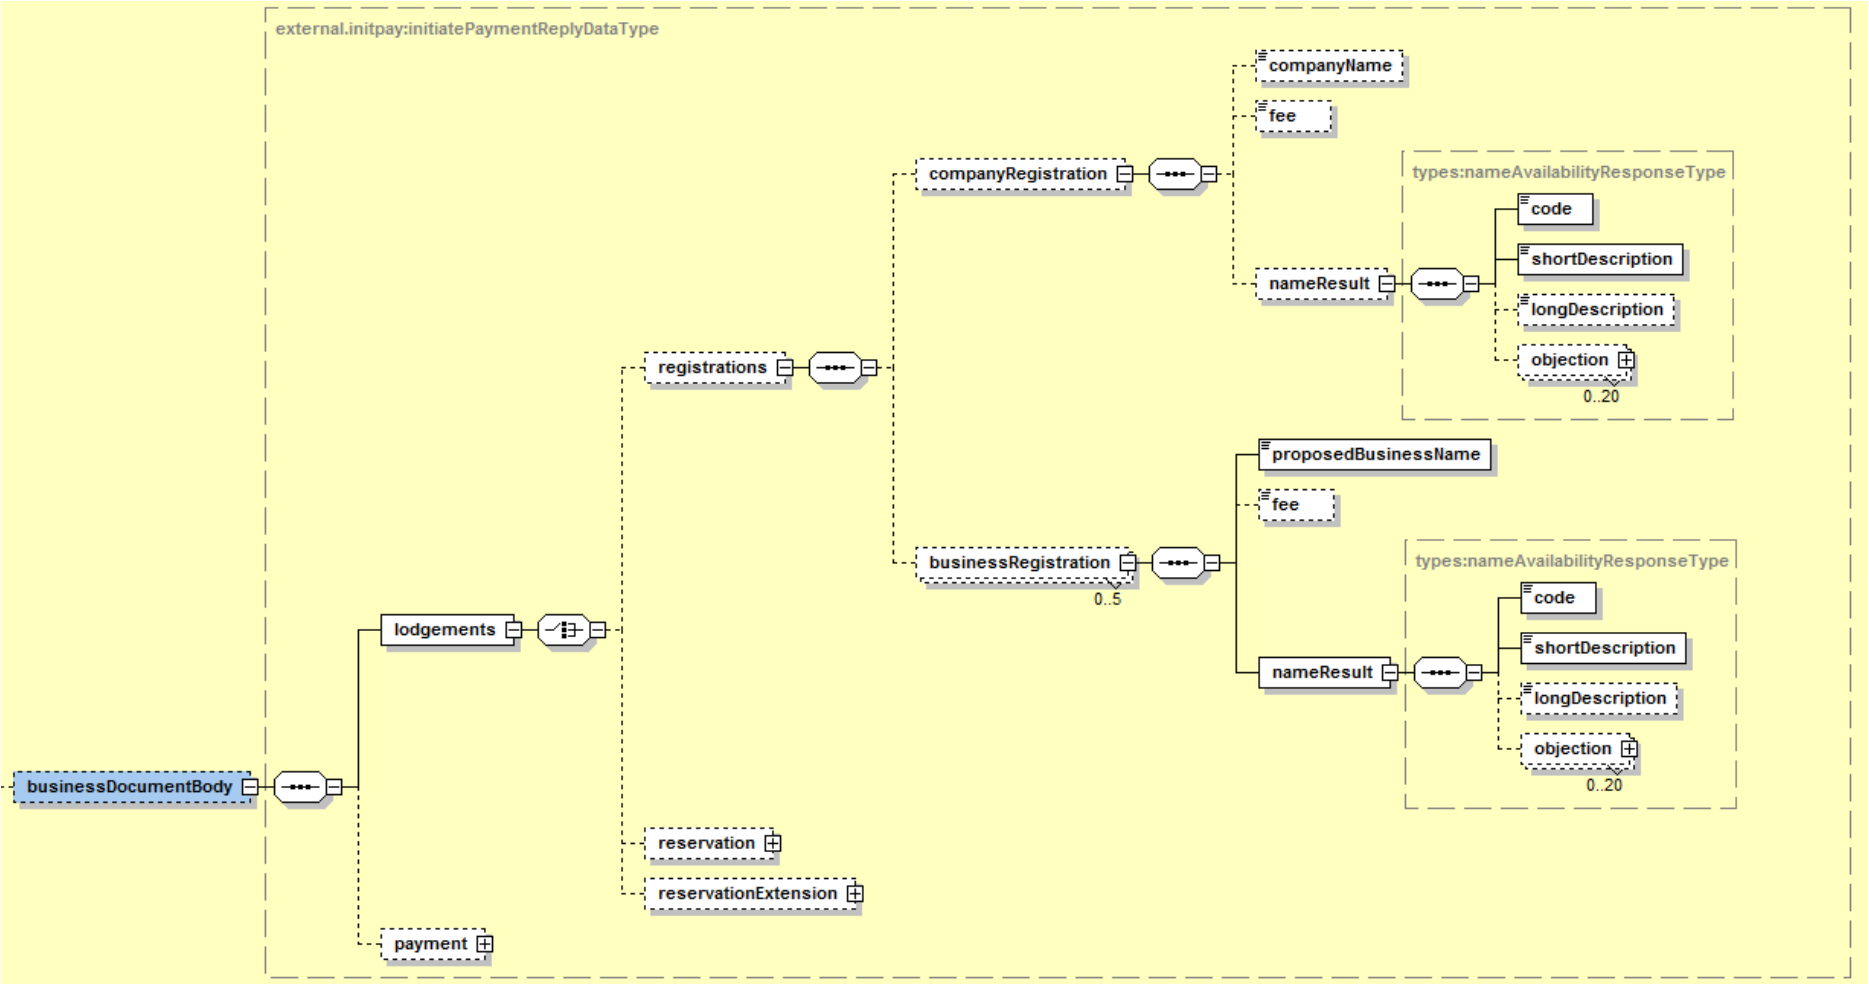 external.initpay:initiatePaymentReplyDataType
companyName
fee
companyRegistration
types:nameAvailabilityResponseType
code
shortDescription
nameResult
longDescription
objection
0..20
registrations
proposedBusinessName
fee
businessRegistration
0..5
types:nameAvailabilityResponseType
code
shortDescription
nameResult
longDescription
objection
0..20
lodgements
businessDocumentBody
reservation
reservationExtension
payment